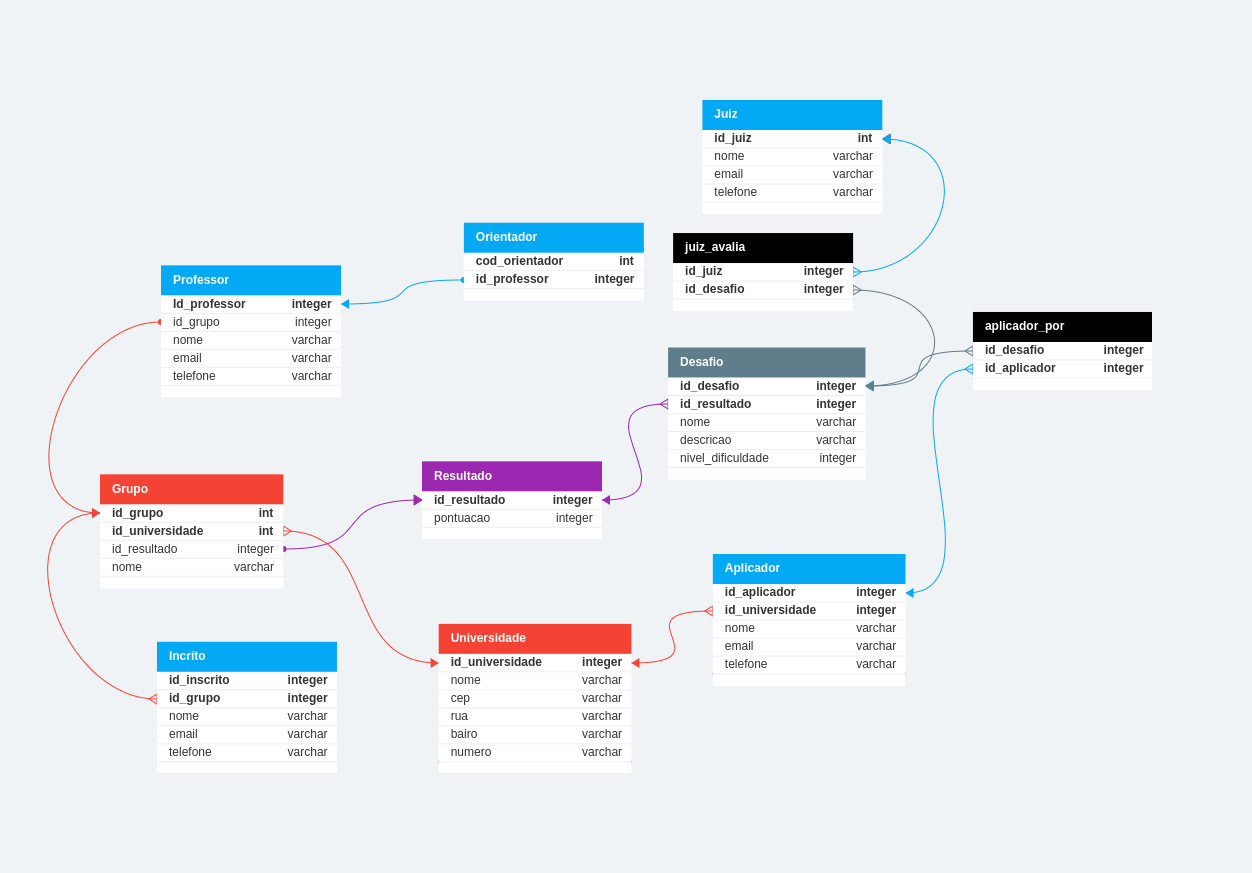 Juiz
id_juiz int
nome varchar
email varchar
telefone varchar
Orientador
cod_orientador int
id_professor integer
juiz_avalia
id_juiz integer
id_desafio integer
Professor
Id_professor integer
id_grupo integer
nome varchar
email varchar
telefone varchar
aplicador_por
id_desafio integer
id_aplicador integer
Desafio
id_desafio integer
id_resultado integer
nome varchar
descricao varchar
nivel_dificuldade integer
Resultado
id_resultado integer
pontuacao integer
Grupo
id_grupo int
id_universidade int
id_resultado integer
nome varchar
Aplicador
id_aplicador integer
id_universidade integer
nome varchar
email varchar
telefone varchar
Universidade
id_universidade integer
nome varchar
cep varchar
rua varchar
bairo varchar
numero varchar
Incrito
id_inscrito integer
id_grupo integer
nome varchar
email varchar
telefone varchar